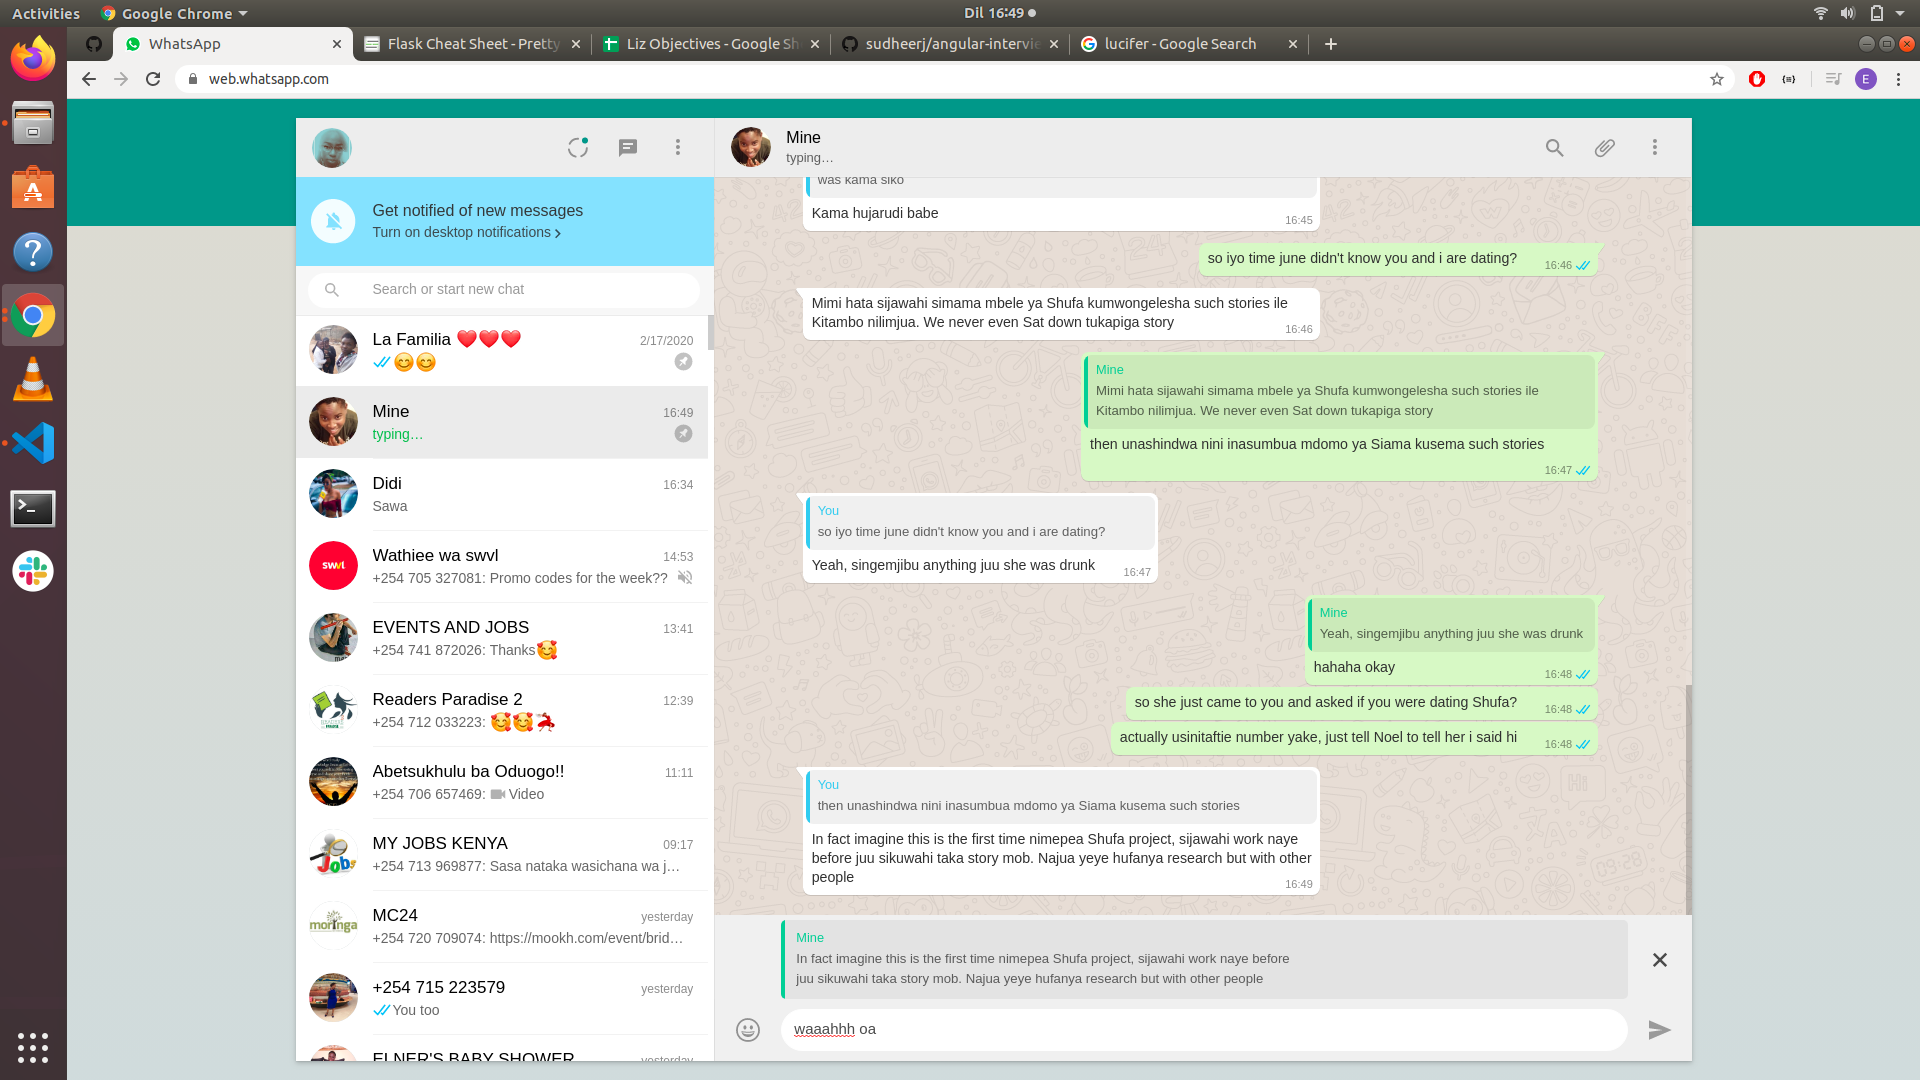 Activities
Google Chrome
Dil 16:49
WhatsApp
Flask Cheat Sheet - Pretty
Liz Objectives - Google Sh
sudheerj/angular-intervie
lucifer - Google Search
web.whatsapp.com
E
Get notified of new messages
Turn on desktop notifications
Search or start new chat
La Familia ❤️❤️❤️
2/17/2020
😊😊
Mine
16:49
typing…
Didi
16:34
Sawa
swvl
Wathiee wa swvl
14:53
+254 705 327081: Promo codes for the week??
EVENTS AND JOBS
13:41
+254 741 872026: Thanks🥰
Readers Paradise 2
12:39
+254 712 033223: 🥰🥰💃
Abetsukhulu ba Oduogo!!
11:11
+254 706 657469: Video
Jobs
MY JOBS KENYA
09:17
+254 713 969877: Sasa nataka wasichana wa j…
moringa
MC24
yesterday
+254 720 709074: https://mookh.com/event/brid…
+254 715 223579
yesterday
You too
ELNER'S BABY SHOWER
yesterday
Mine
typing…
was kama siko
Kama hujarudi babe
16:45
so iyo time june didn't know you and i are dating?
16:46
Mimi hata sijawahi simama mbele ya Shufa kumwongelesha such stories ile
Kitambo nilimjua. We never even Sat down tukapiga story
16:46
Mine
Mimi hata sijawahi simama mbele ya Shufa kumwongelesha such stories ile
Kitambo nilimjua. We never even Sat down tukapiga story
then unashindwa nini inasumbua mdomo ya Siama kusema such stories
16:47
You
so iyo time june didn't know you and i are dating?
Yeah, singemjibu anything juu she was drunk
16:47
Mine
Yeah, singemjibu anything juu she was drunk
hahaha okay
16:48
so she just came to you and asked if you were dating Shufa?
16:48
actually usinitaftie number yake, just tell Noel to tell her i said hi
16:48
You
then unashindwa nini inasumbua mdomo ya Siama kusema such stories
In fact imagine this is the first time nimepea Shufa project, sijawahi work naye
before juu sikuwahi taka story mob. Najua yeye hufanya research but with other
people
16:49
Mine
In fact imagine this is the first time nimepea Shufa project, sijawahi work naye before
juu sikuwahi taka story mob. Najua yeye hufanya research but with other people
waaahhh oa